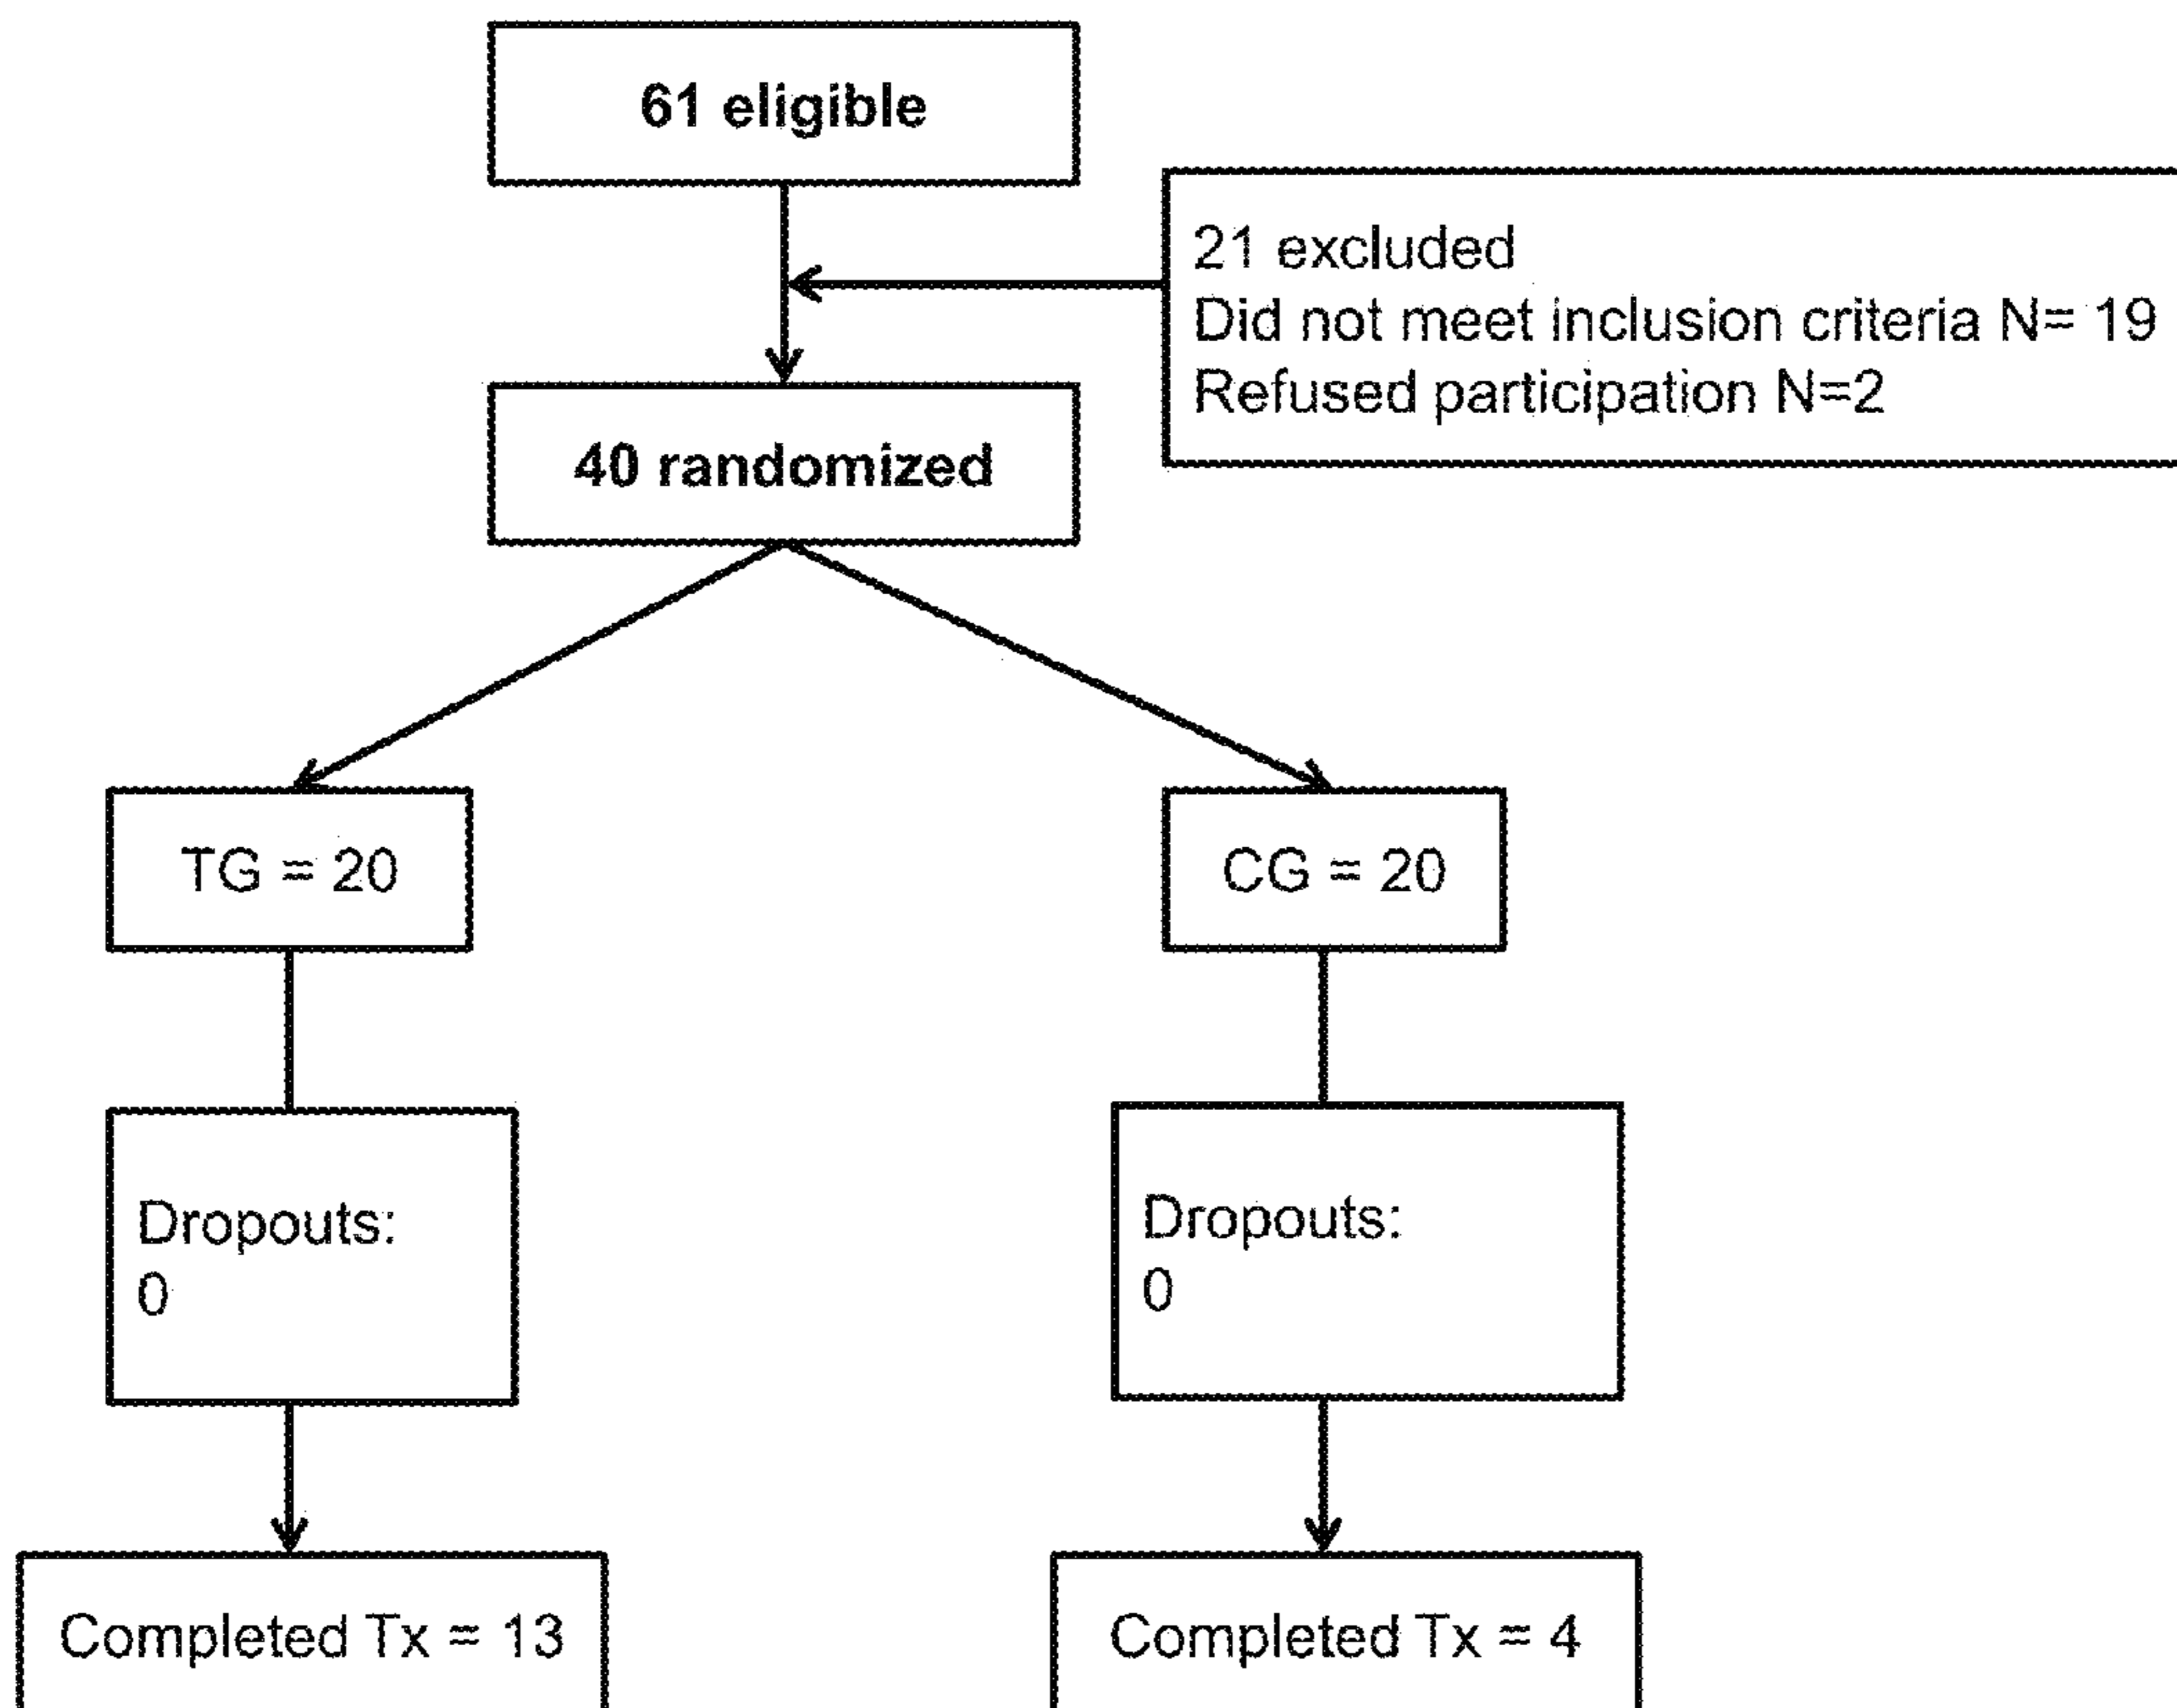 61 eligible
21 excluded
Did not meet inclusion criteria N= 19
Refused participation N=2
40 randomized
TG = 20
CG = 20
Dropouts:
0
Dropouts:
0
Completed Tx = 13
Completed Tx = 4